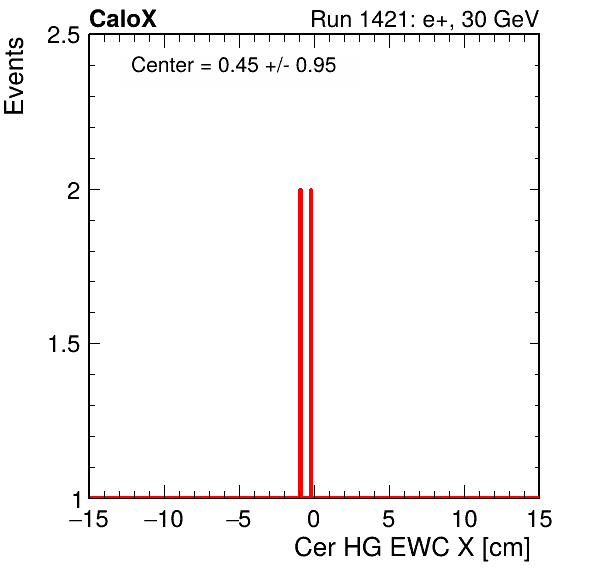 CaloX Run 1421: e+, 30 GeV
Events
Center = 0.45 +/- 0.95
2.5
2
1.5
1
−15 −10 −5 0 5 10 15
Cer HG EWC X [cm]